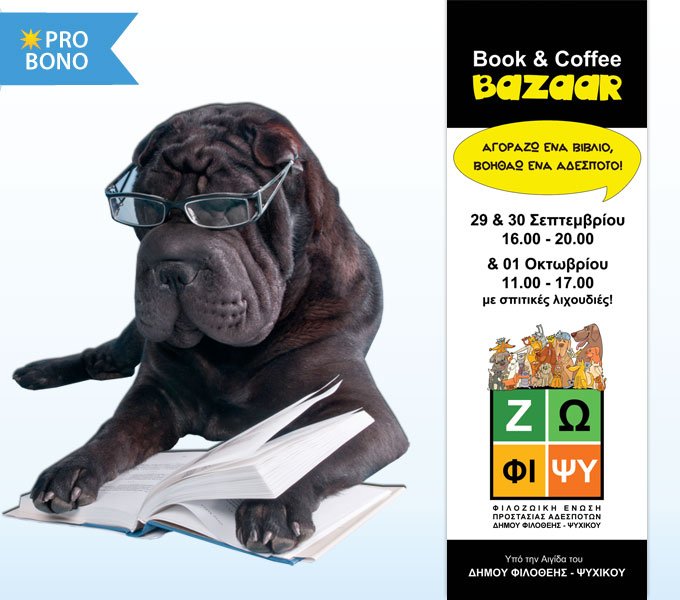 PRO
BONO
Book & Coffee
BAZAAR
ΑΓΟΡΑΖΩ ΕΝΑ ΒΙΒΛΙΟ,
ΒΟΗΘΑΩ ΕΝΑ ΑΔΕΣΠΟΤΟ!
29 & 30 Σεπτεμβρίου
16.00 - 20.00
& 01 Οκτωβρίου
11.00 - 17.00
με σπιτικές λιχουδιές!
Ζ Ω
ΦΙ ΨΥ
ΦΙΛΟΖΩΙΚΗ ΕΝΩΣΗ
ΠΡΟΣΤΑΣΙΑΣ ΑΔΕΣΠΟΤΩΝ
ΔΗΜΟΥ ΦΙΛΟΘΕΗΣ - ΨΥΧΙΚΟΥ
Υπό την Αιγίδα του
ΔΗΜΟΥ ΦΙΛΟΘΕΗΣ - ΨΥΧΙΚΟΥ